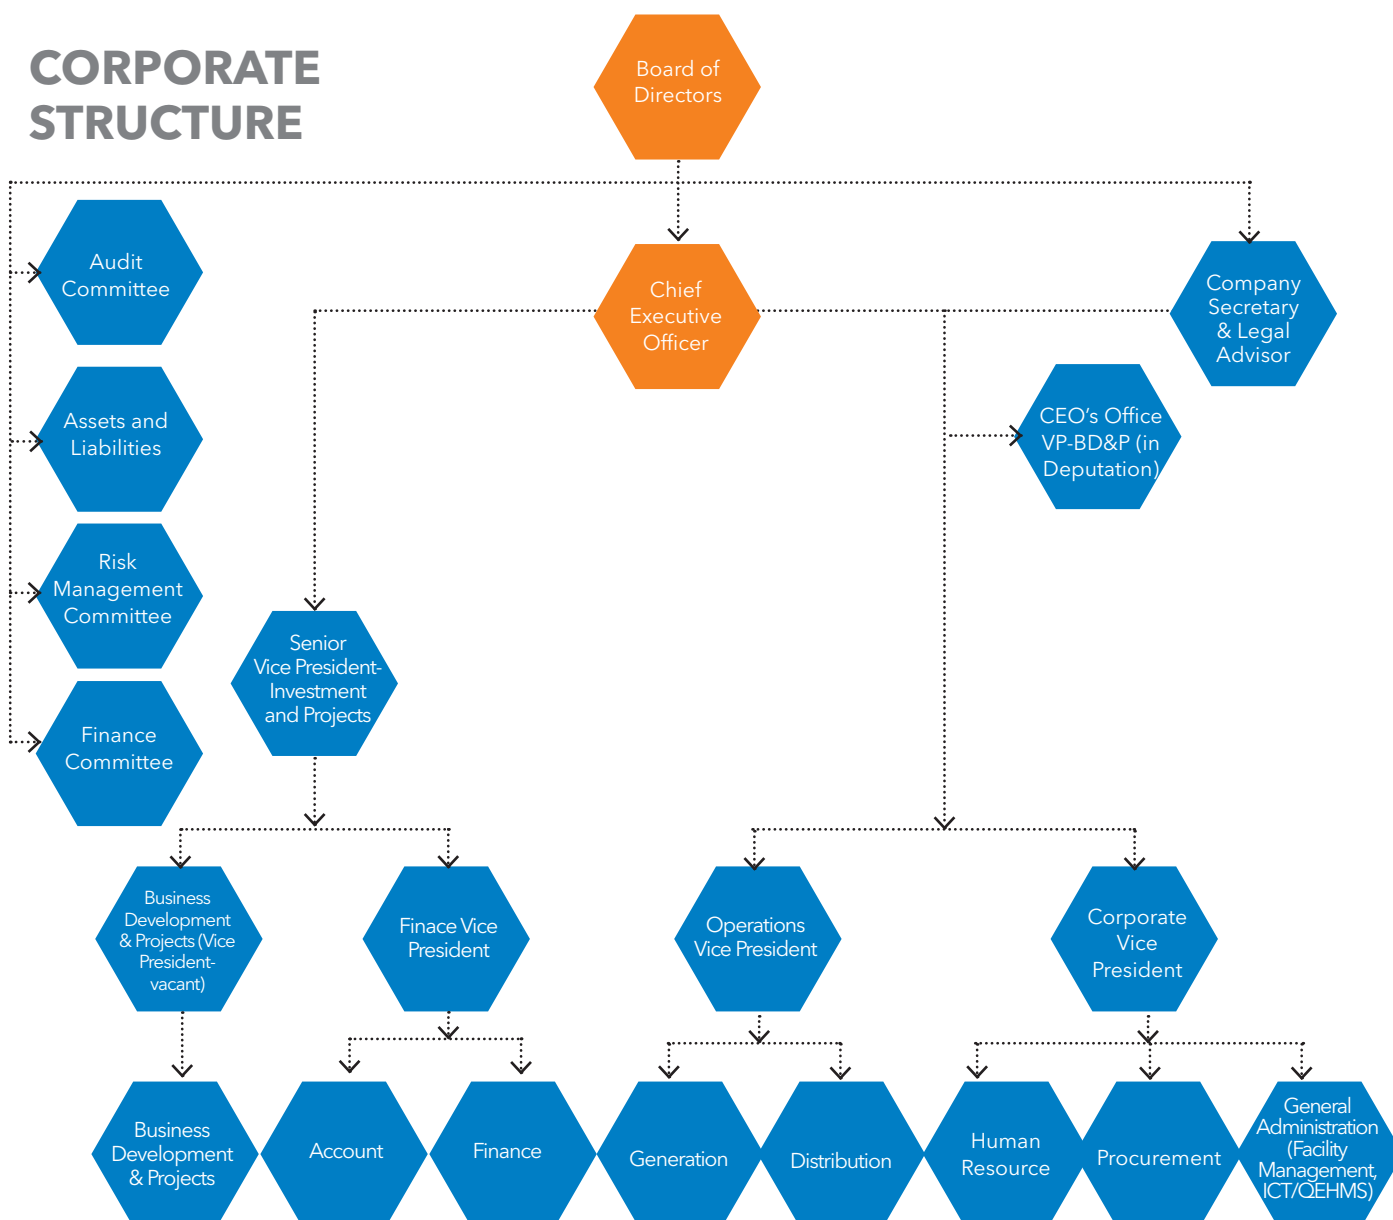 CORPORATE
STRUCTURE
Board of
Directors
Audit
Committee
Chief
Executive
Officer
Company
Secretary
& Legal
Advisor
Assets and
Liabilities
CEO’s Office
VP-BD&P (in
Deputation)
Risk
Management
Committee
Senior
Vice President-
Investment
and Projects
Finance
Committee
Business
Development
& Projects (Vice
President-
vacant)
Finace Vice
President
Operations
Vice President
Corporate
Vice
President
Business
Development
& Projects
Account
Finance
Generation
Distribution
Human
Resource
Procurement
General
Administration
(Facility
Management,
ICT/QEHMS)